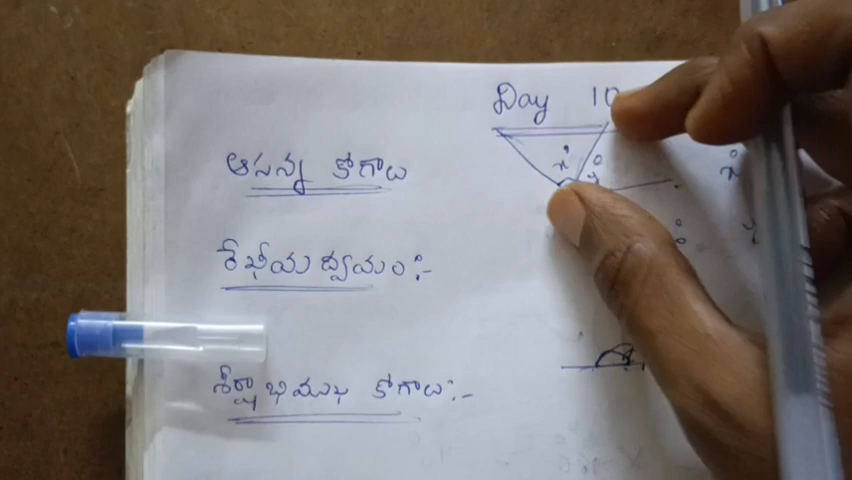 Day 10
ఆసన్న కోణాలు
రేఖీయ ద్వయం:-
శీర్షాభిముఖ కోణాలు:-